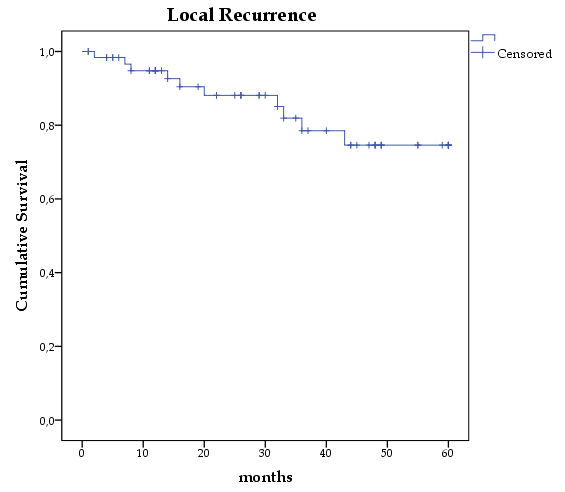 Local Recurrence
Censored
Cumulative Survival
1,0
0,8
0,6
0,4
0,2
0,0
0 10 20 30 40 50 60
months